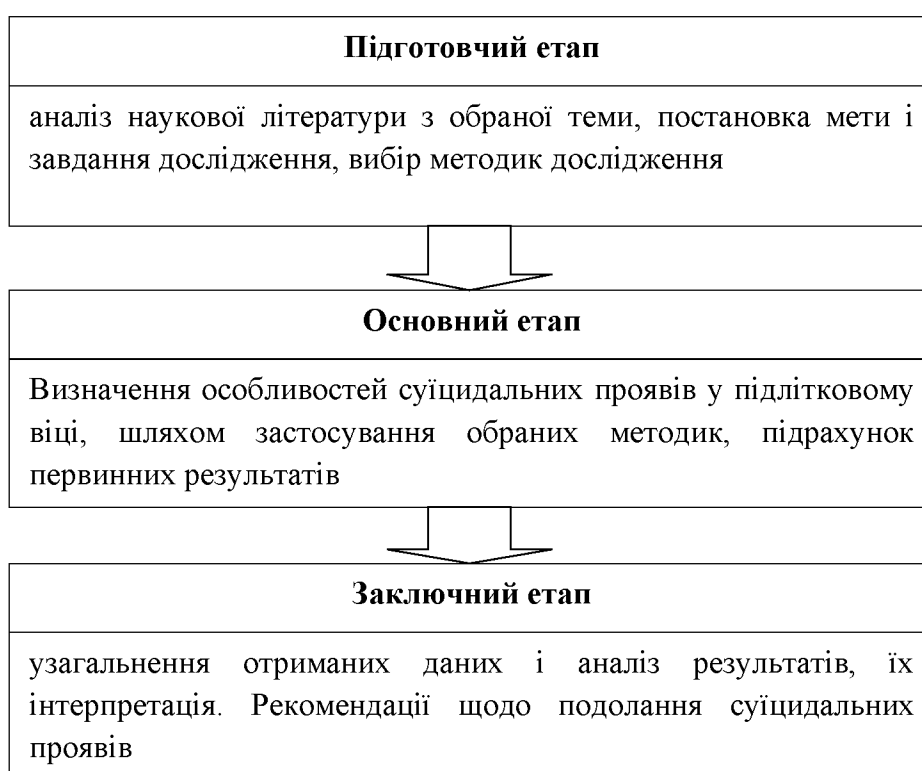 Підготовчий етап
аналіз наукової літератури з обраної теми, постановка мети і
завдання дослідження, вибір методик дослідження
Основний етап
Визначення особливостей суїцидальних проявів у підлітковому
віці, шляхом застосування обраних методик, підрахунок
первинних результатів
Заключний етап
узагальнення отриманих даних і аналіз результатів, їх
інтерпретація. Рекомендації щодо подолання суїцидальних
проявів